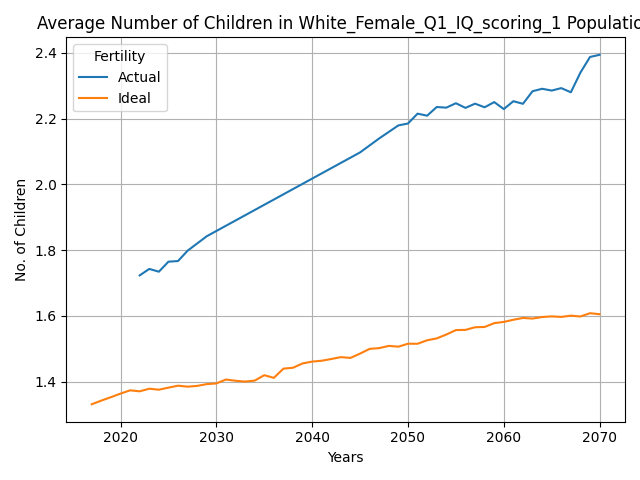 Average Number of Children in White_Female_Q1_IQ_scoring_1 Populatio
Fertility
Actual
Ideal
2.4
2.2
2.0
1.8
1.6
1.4
No. of Children
2020 2030 2040 2050 2060 2070
Years